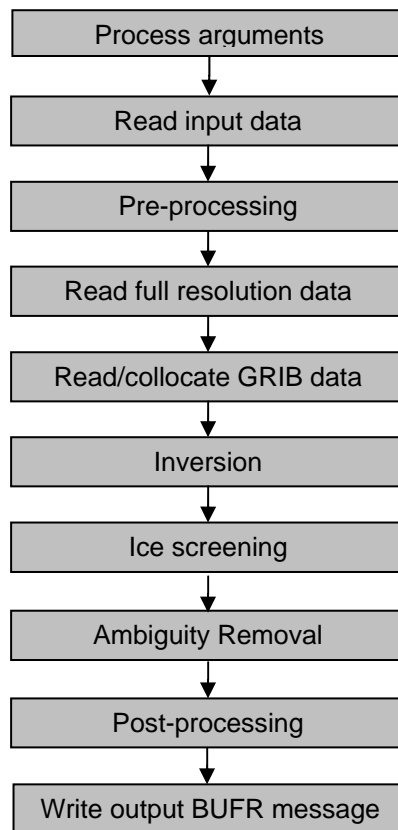 Process arguments
Read input data
Pre-processing
Read full resolution data
Read/collocate GRIB data
Inversion
Ice screening
Ambiguity Removal
Post-processing
Write output BUFR message